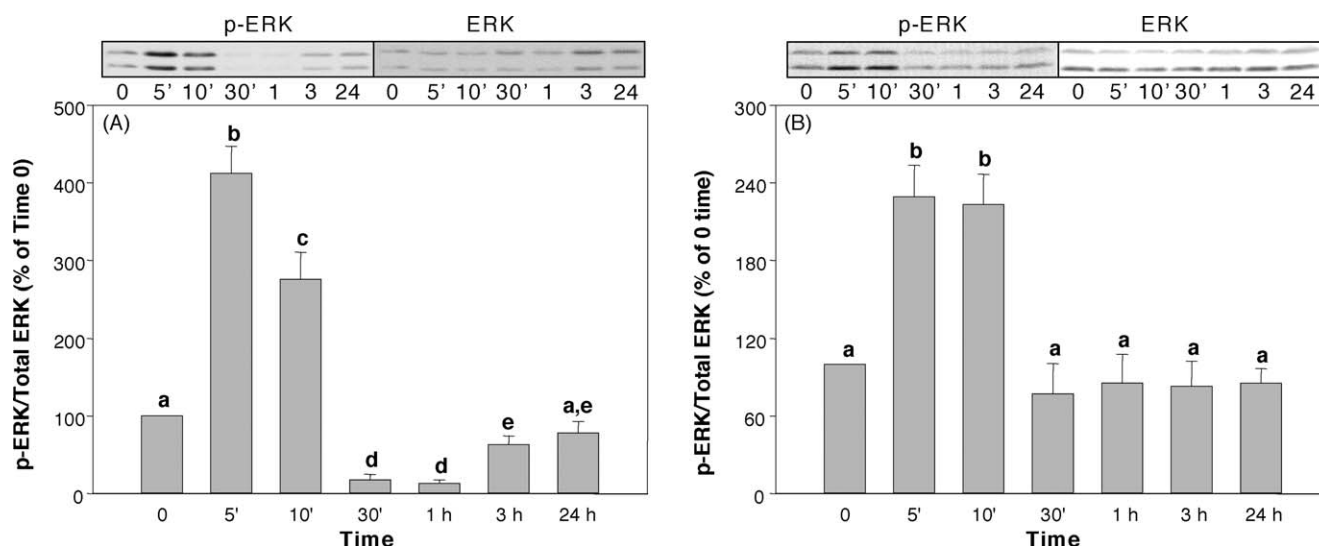 p-ERK ERK
0 5' 10' 30' 1 3 24 0 5' 10' 30' 1 3 24
(A)
p-ERK/Total ERK (% of Time 0)
500
400
300
200
100
0
a b c d d e a,e
0 5' 10' 30' 1 h 3 h 24 h
Time
p-ERK ERK
0 5' 10' 30' 1 3 24 0 5' 10' 30' 1 3 24
(B)
p-ERK/Total ERK (% of 0 time)
300
240
180
120
60
0
a b b a a a a
0 5' 10' 30' 1 h 3 h 24 h
Time